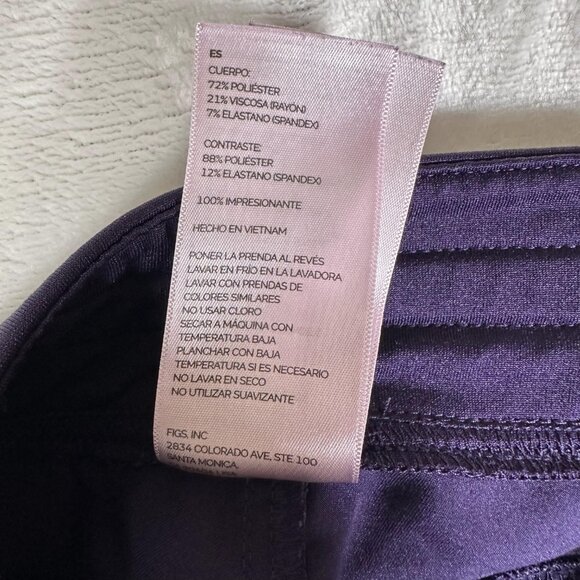 ES
CUERPO:
72% POLIÉSTER
21% VISCOSA (RAYÓN)
7% ELASTANO (SPANDEX)
CONTRASTE:
88% POLIÉSTER
12% ELASTANO (SPANDEX)
100% IMPRESIONANTE
HECHO EN VIETNAM
PONER LA PRENDA AL REVÉS
LAVAR EN FRÍO EN LA LAVADORA
LAVAR CON PRENDAS DE
COLORES SIMILARES
NO USAR CLORO
SECAR A MÁQUINA CON
TEMPERATURA BAJA
PLANCHAR CON BAJA
TEMPERATURA SI ES NECESARIO
NO LAVAR EN SECO
NO UTILIZAR SUAVIZANTE
FIGS, INC
2834 COLORADO AVE, STE 100
SANTA MONICA,